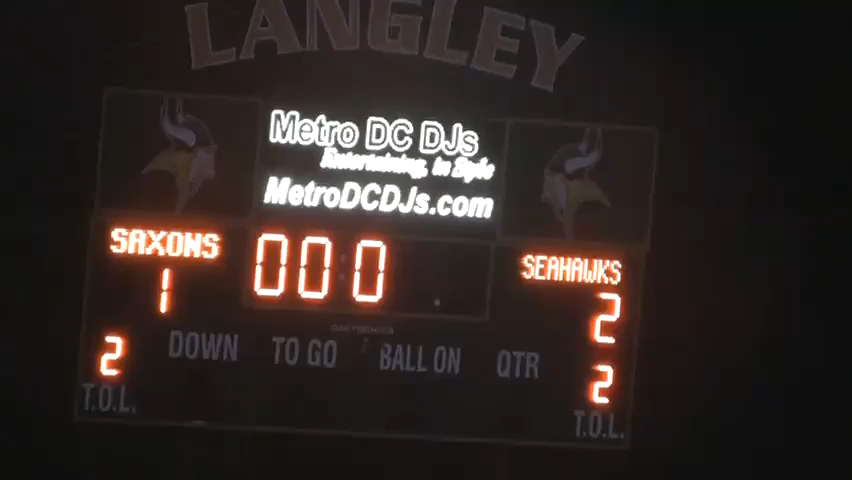 LANGLEY
Metro DC DJs
Entertaining, in Style
MetroDCDJs.com
SAXONS
000
SEAHAWKS
1
2
DAKTRONICS
DOWN TO GO BALL ON QTR
2
2
T.O.L.
T.O.L.